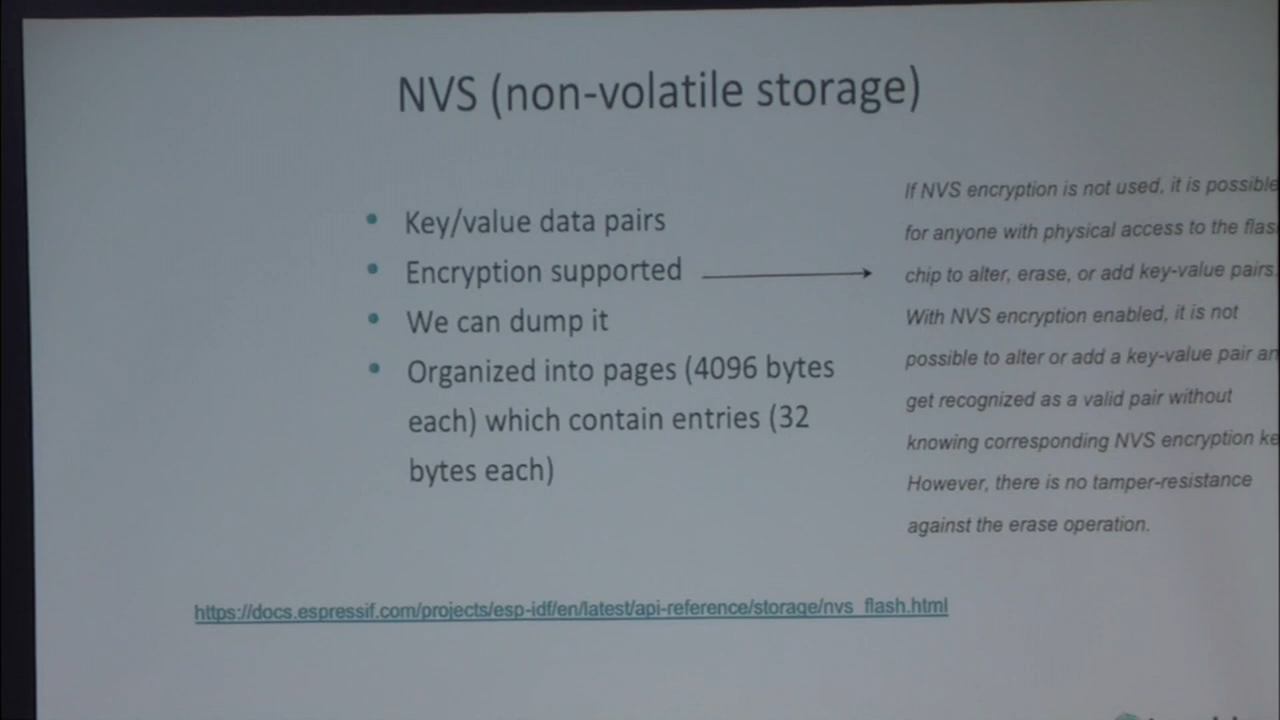 NVS (non-volatile storage)
Key/value data pairs
Encryption supported
We can dump it
Organized into pages (4096 bytes
each) which contain entries (32
bytes each)
If NVS encryption is not used, it is possible
for anyone with physical access to the
chip to alter, erase, or add key-value pairs.
With NVS encryption enabled, it is not
possible to alter or add a key-value pair
get recognized as a valid pair without
knowing corresponding NVS encryption
However, there is no tamper-resistance
against the erase operation.
https://docs.espressif.com/projects/esp-idf/en/latest/api-reference/storage/nvs_flash.html